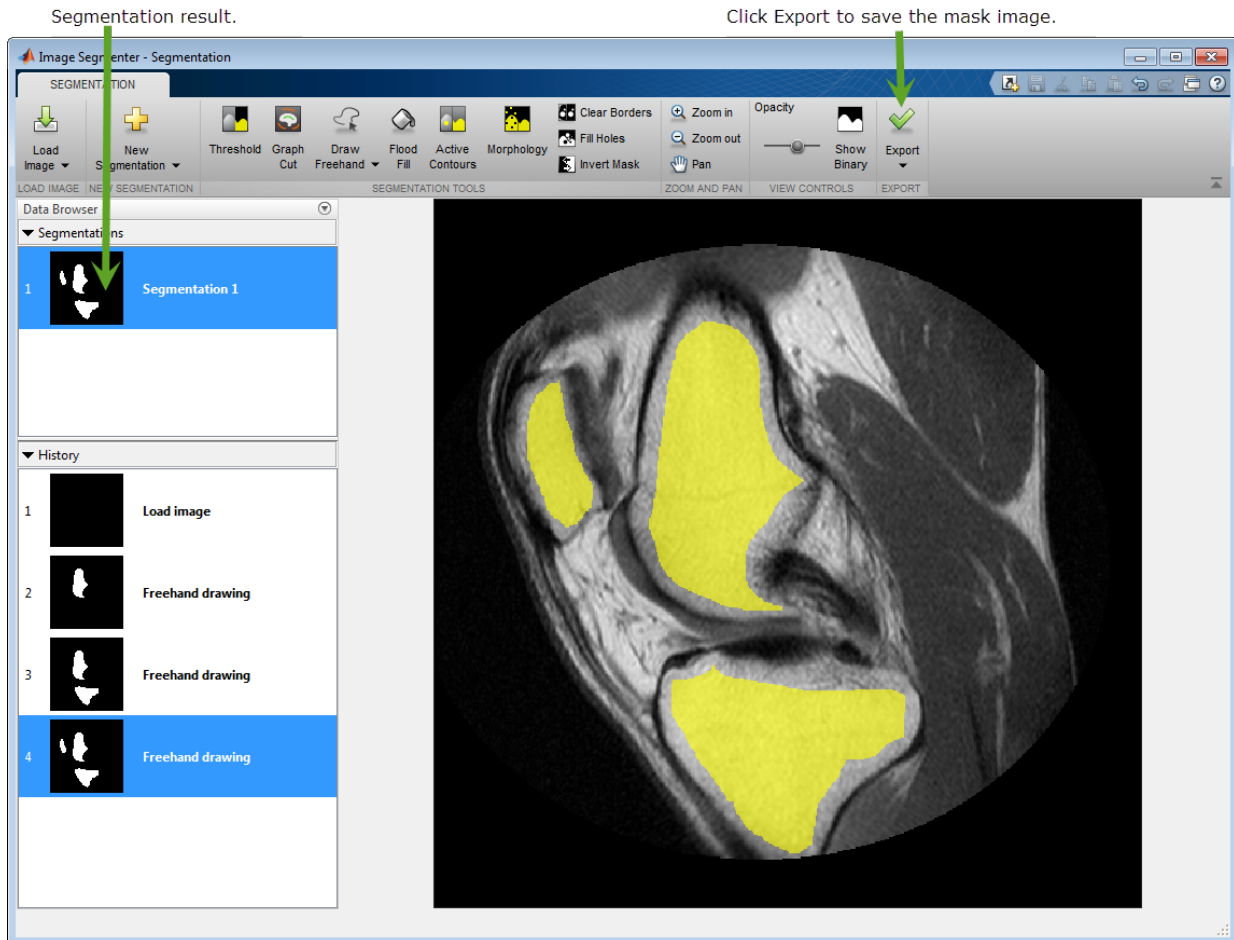 Segmentation result.
Click Export to save the mask image.
Image Segmenter - Segmentation
SEGMENTATION
Load Image
New Segmentation
Threshold
Graph Cut
Draw Freehand
Flood Fill
Active Contours
Morphology
Clear Borders
Fill Holes
Invert Mask
Zoom in
Zoom out
Pan
Opacity
Show Binary
Export
LOAD IMAGE
NEW SEGMENTATION
SEGMENTATION TOOLS
ZOOM AND PAN
VIEW CONTROLS
EXPORT
Data Browser
Segmentations
1 Segmentation 1
History
1 Load image
2 Freehand drawing
3 Freehand drawing
4 Freehand drawing